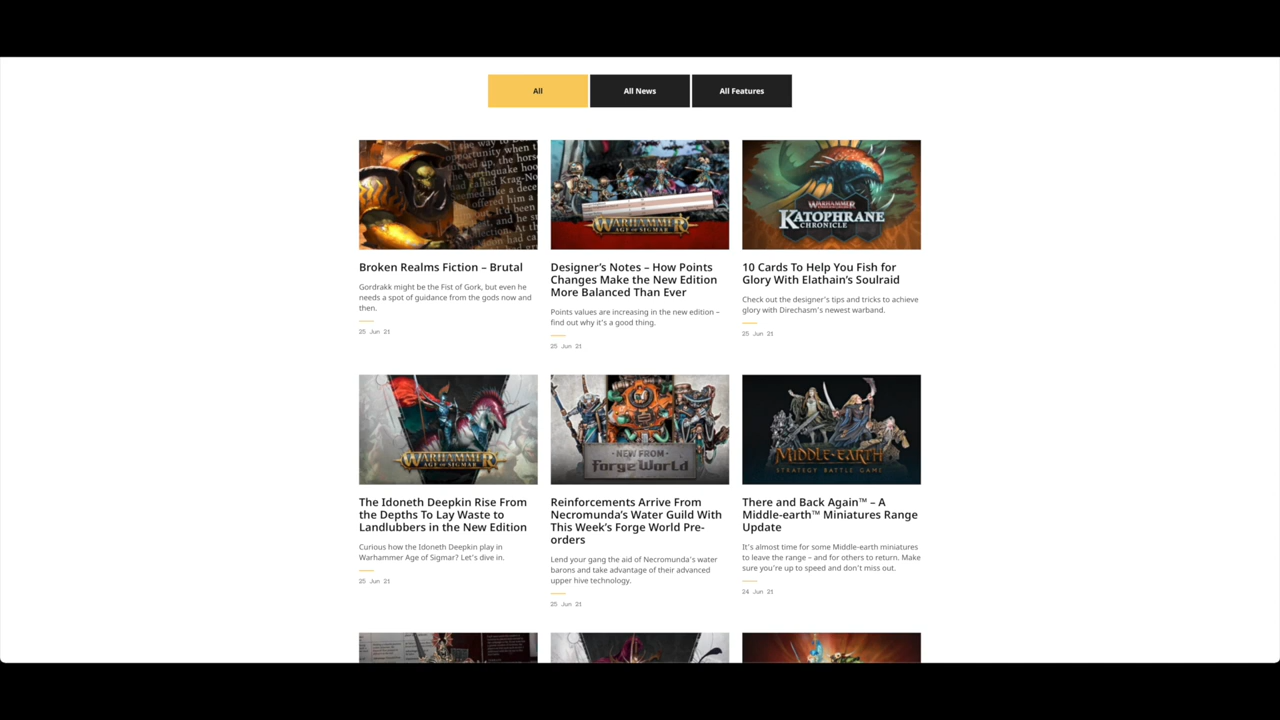 All
All News
All Features
WARHAMMER
AGE OF SIGMAR
WARHAMMER
KATOPHRANE
CHRONICLE
Broken Realms Fiction – Brutal
Gordrakk might be the Fist of Gork, but even he
needs a spot of guidance from the gods now and
then.
25 Jun 21
Designer's Notes – How Points
Changes Make the New Edition
More Balanced Than Ever
Points values are increasing in the new edition –
find out why it's a good thing.
25 Jun 21
10 Cards To Help You Fish for
Glory With Elathain's Soulraid
Check out the designer's tips and tricks to achieve
glory with Direchasm's newest warband.
25 Jun 21
WARHAMMER
AGE OF SIGMAR
- NEW FROM -
Forge World
MIDDLE-EARTH
STRATEGY BATTLE GAME
The Idoneth Deepkin Rise From
the Depths To Lay Waste to
Landlubbers in the New Edition
Curious how the Idoneth Deepkin play in
Warhammer Age of Sigmar? Let's dive in.
25 Jun 21
Reinforcements Arrive From
Necromunda's Water Guild With
This Week's Forge World Pre-
orders
Lend your gang the aid of Necromunda's water
barons and take advantage of their advanced
upper hive technology.
25 Jun 21
There and Back Again™ – A
Middle-earth™ Miniatures Range
Update
It's almost time for some Middle-earth miniatures
to leave the range – and for others to return. Make
sure you're up to speed and don't miss out.
24 Jun 21